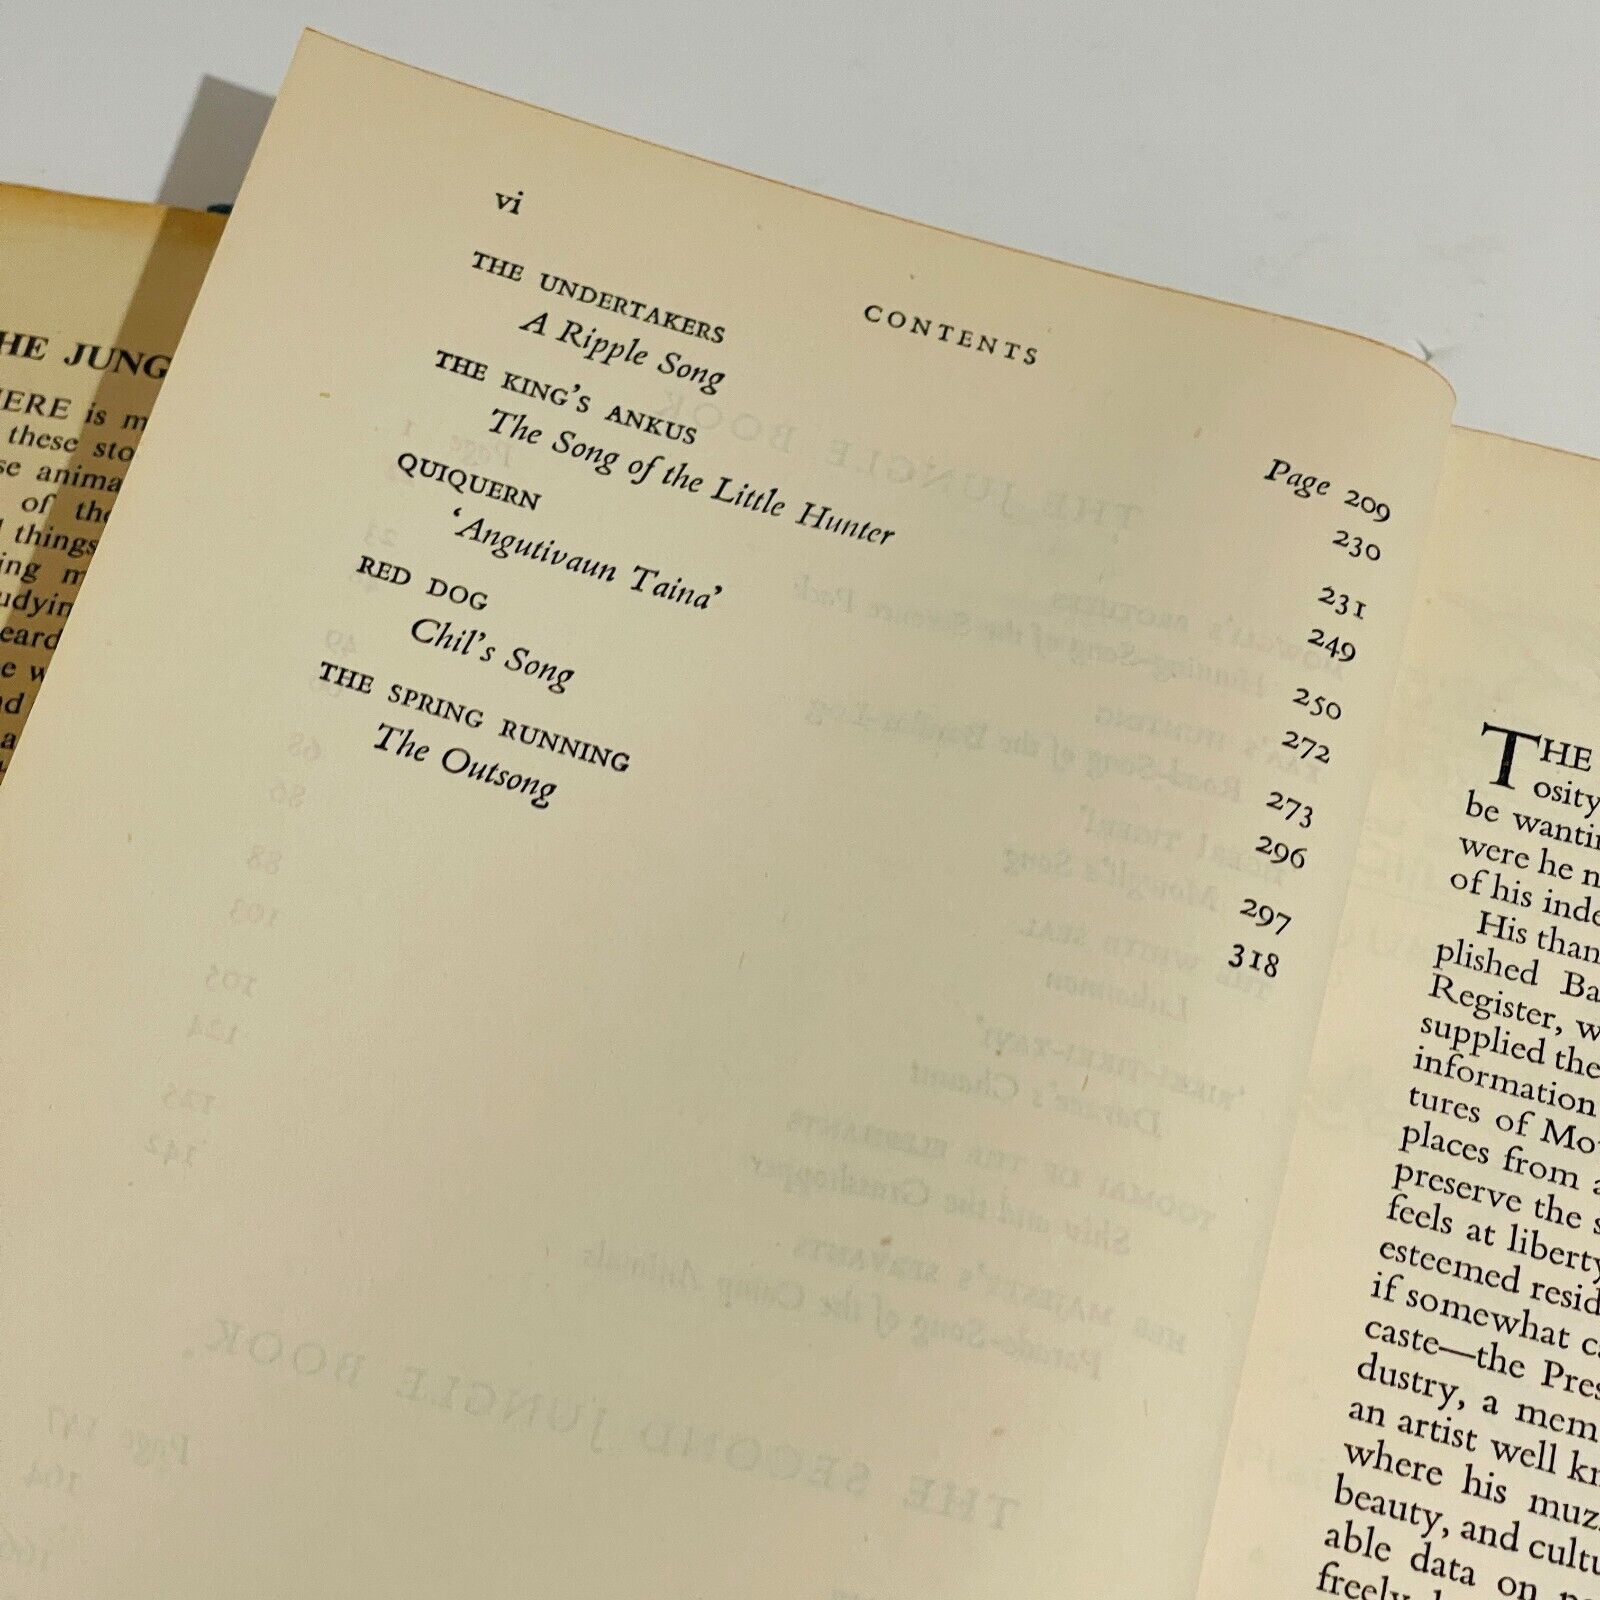 HE JUNG
HERE is m
these sto
se anima
of the
things
ing m
udyin
eard
e w
nd
a
vi
CONTENTS
THE UNDERTAKERS Page 209
A Ripple Song 230
THE KING'S ANKUS 231
The Song of the Little Hunter 249
QUIQUERN 250
'Angutivaun Taina' 272
RED DOG 273
Chil's Song 296
THE SPRING RUNNING 297
The Outsong 318
THE
osity
be wantin
were he n
of his inde
His than
plished Ba
Register, w
supplied the
information
tures of Mo
places from a
preserve the s
feels at liberty
esteemed resid
if somewhat ca
caste—the Pres
dustry, a mem
an artist well kn
where his muz
beauty, and cultu
able data on
freely